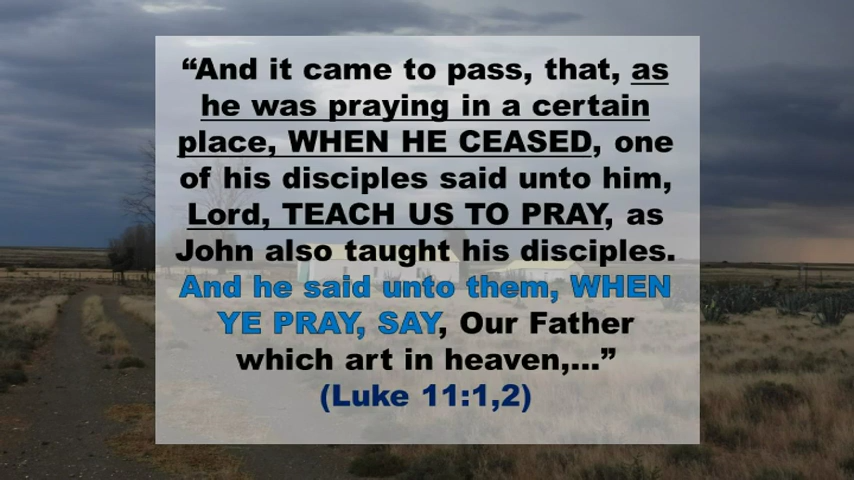 “And it came to pass, that, as
he was praying in a certain
place, WHEN HE CEASED, one
of his disciples said unto him,
Lord, TEACH US TO PRAY, as
John also taught his disciples.
And he said unto them, WHEN
YE PRAY, SAY, Our Father
which art in heaven,...”
(Luke 11:1,2)